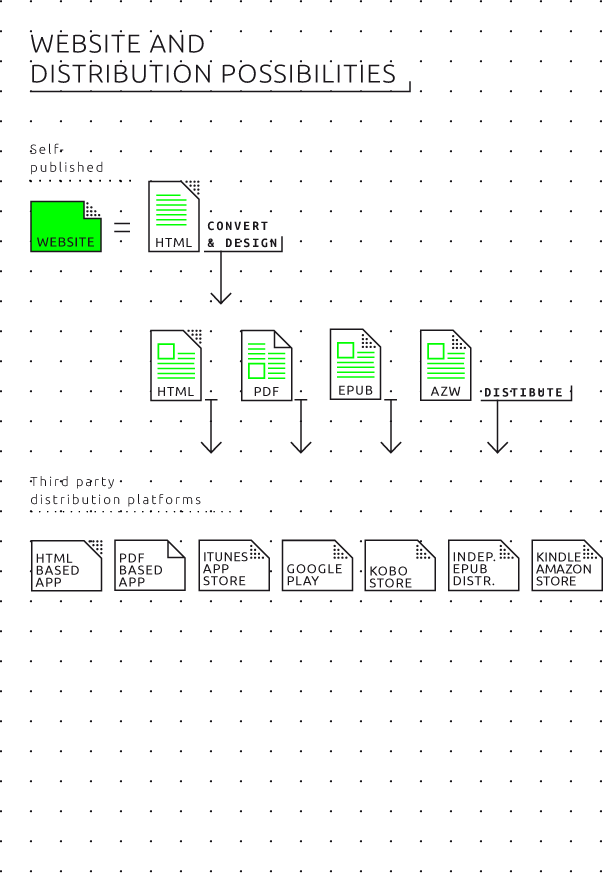 WEBSITE AND
DISTRIBUTION POSSIBILITIES
Self-
published
WEBSITE
HTML
CONVERT
& DESIGN
HTML
PDF
EPUB
AZW
DISTIBUTE
Third party
distribution platforms
HTML
BASED
APP
PDF
BASED
APP
ITUNES
APP
STORE
GOOGLE
PLAY
KOBO
STORE
INDEP.
EPUB
DISTR.
KINDLE
AMAZON
STORE